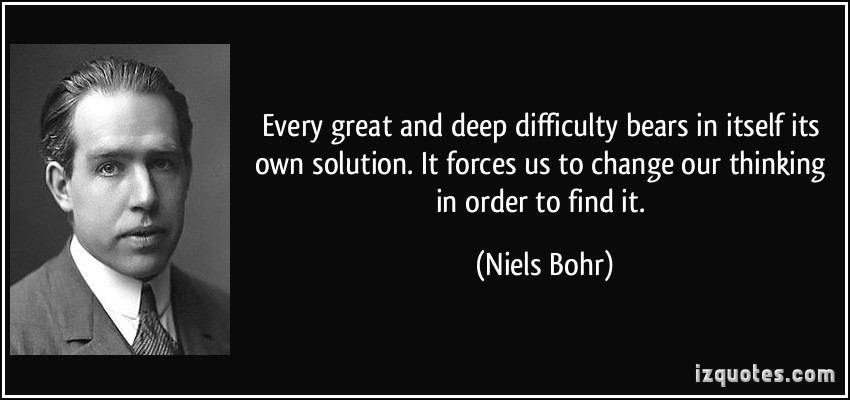 Every great and deep difficulty bears in itself its
own solution. It forces us to change our thinking
in order to find it.
(Niels Bohr)
izquotes.com